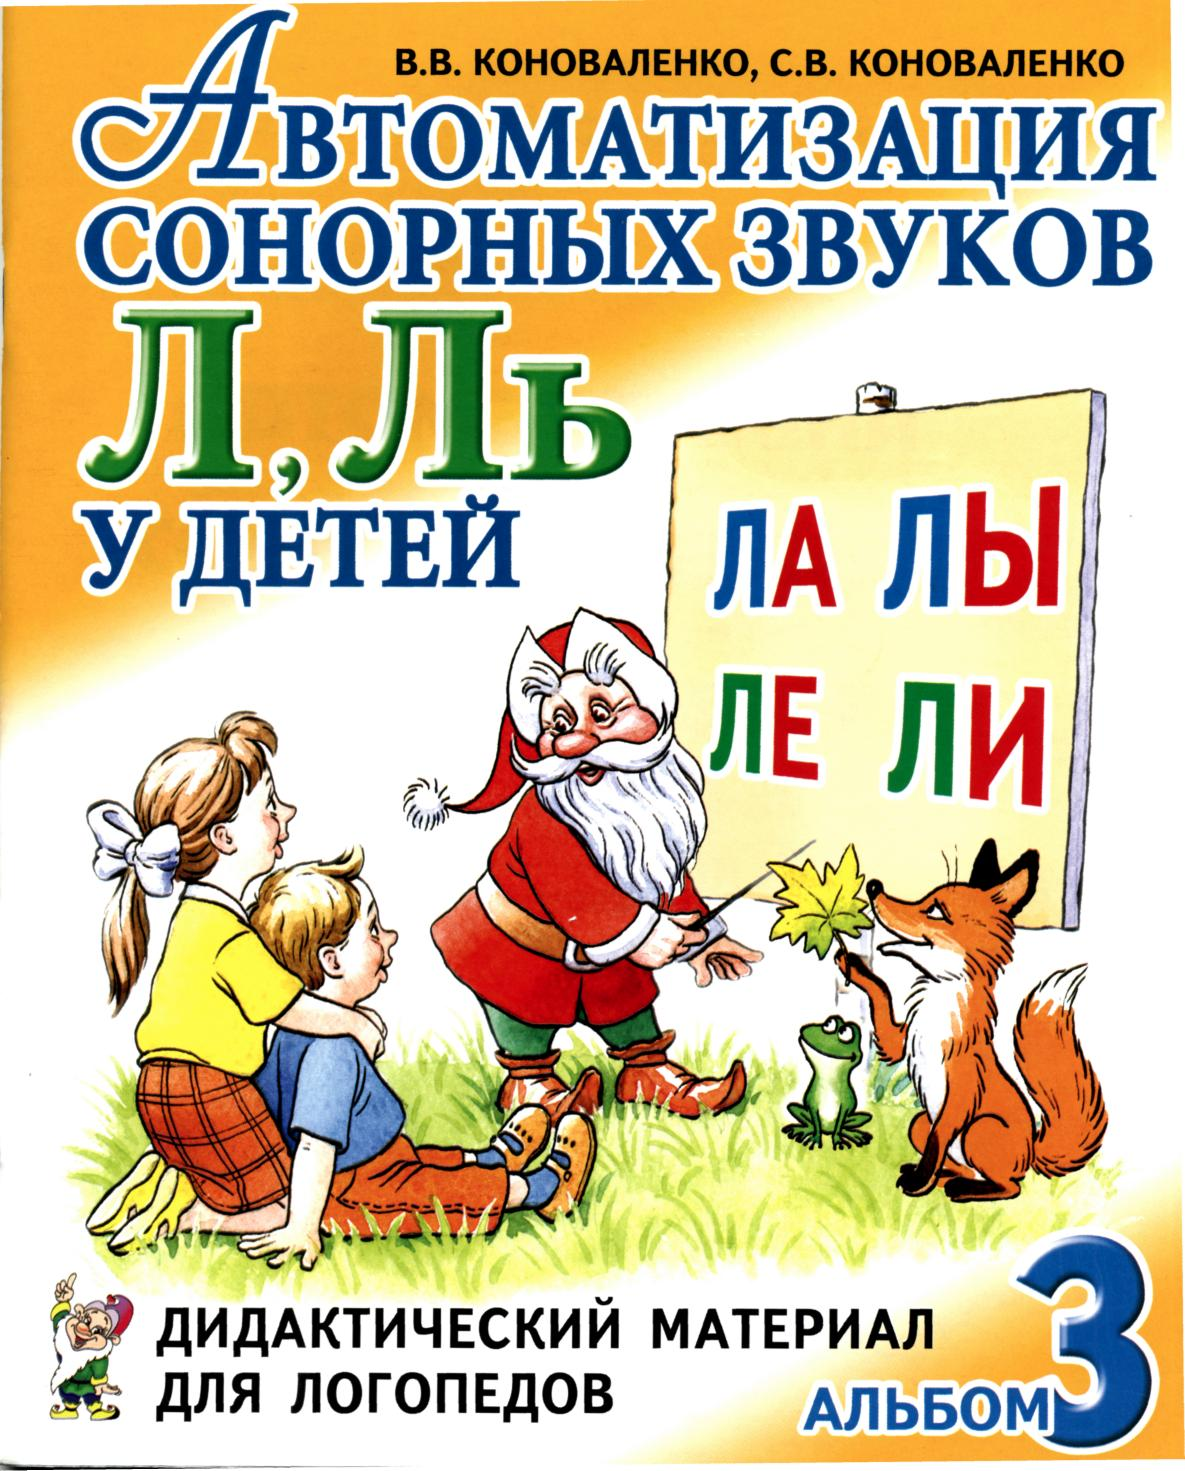 В.В. КОНОВАЛЕНКО, С.В. КОНОВАЛЕНКО
АВТОМАТИЗАЦИЯ
СОНОРНЫХ ЗВУКОВ
Л, ЛЬ
У ДЕТЕЙ
ЛА ЛЫ
ЛЕ ЛИ
ДИДАКТИЧЕСКИЙ МАТЕРИАЛ
ДЛЯ ЛОГОПЕДОВ
АЛЬБОМ 3